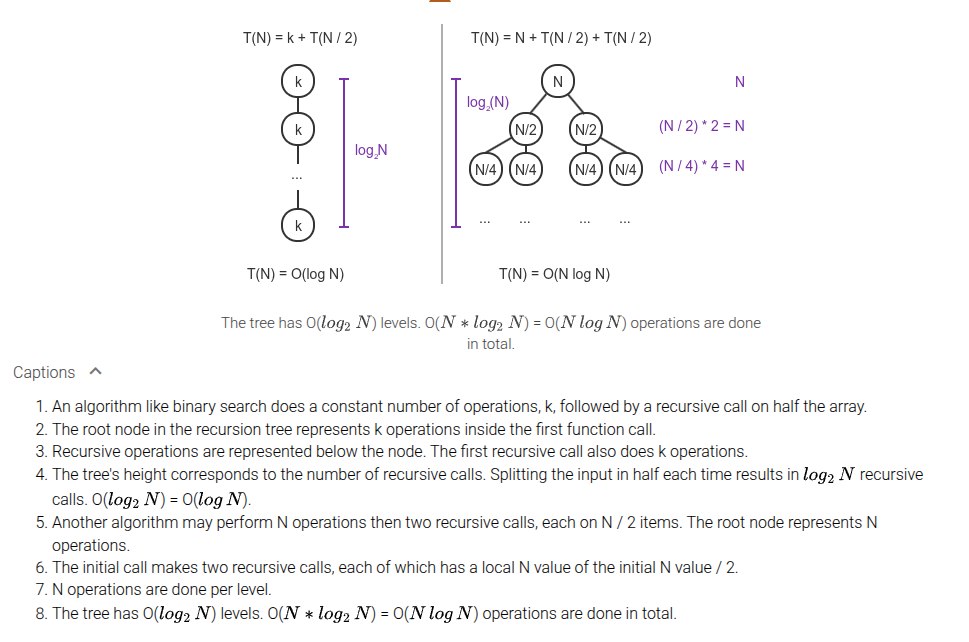 T(N) = k + T(N / 2)
T(N) = N + T(N / 2) + T(N / 2)
k
k
...
k
log₂N
T(N) = O(log N)
log₂(N)
N
N
N/2 N/2
(N / 2) * 2 = N
N/4 N/4 N/4 N/4
(N / 4) * 4 = N
... ... ... ...
T(N) = O(N log N)
The tree has O(log₂ N) levels. O(N * log₂ N) = O(N log N) operations are done
in total.
Captions
1. An algorithm like binary search does a constant number of operations, k, followed by a recursive call on half the array.
2. The root node in the recursion tree represents k operations inside the first function call.
3. Recursive operations are represented below the node. The first recursive call also does k operations.
4. The tree's height corresponds to the number of recursive calls. Splitting the input in half each time results in log₂ N recursive
calls. O(log₂ N) = O(log N).
5. Another algorithm may perform N operations then two recursive calls, each on N / 2 items. The root node represents N
operations.
6. The initial call makes two recursive calls, each of which has a local N value of the initial N value / 2.
7. N operations are done per level.
8. The tree has O(log₂ N) levels. O(N * log₂ N) = O(N log N) operations are done in total.